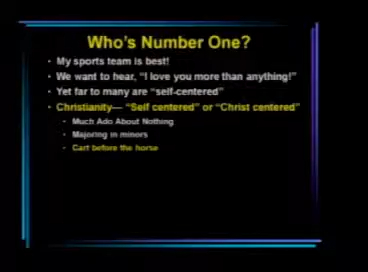 Who's Number One?
• My sports team is best!
• We want to hear, “I love you more than anything!”
• Yet far to many are “self-centered”
• Christianity— “Self centered” or “Christ centered”
• Much Ado About Nothing
• Majoring in minors
• Cart before the horse